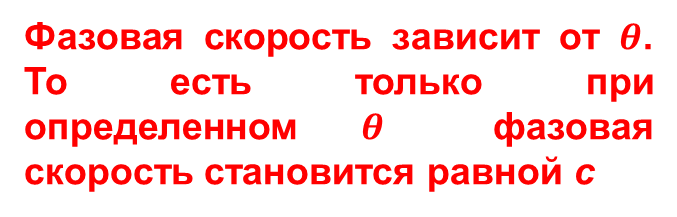 Фазовая скорость зависит от θ.
То есть только при
определенном θ фазовая
скорость становится равной c